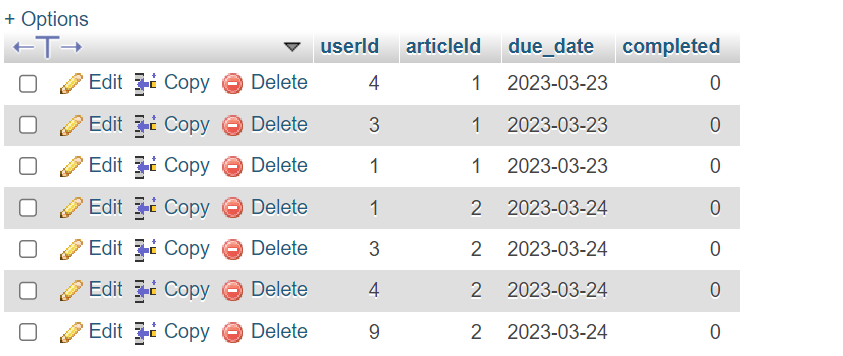 + Options
←T→ userId articleId due_date completed
Edit Copy Delete 4 1 2023-03-23 0
Edit Copy Delete 3 1 2023-03-23 0
Edit Copy Delete 1 1 2023-03-23 0
Edit Copy Delete 1 2 2023-03-24 0
Edit Copy Delete 3 2 2023-03-24 0
Edit Copy Delete 4 2 2023-03-24 0
Edit Copy Delete 9 2 2023-03-24 0